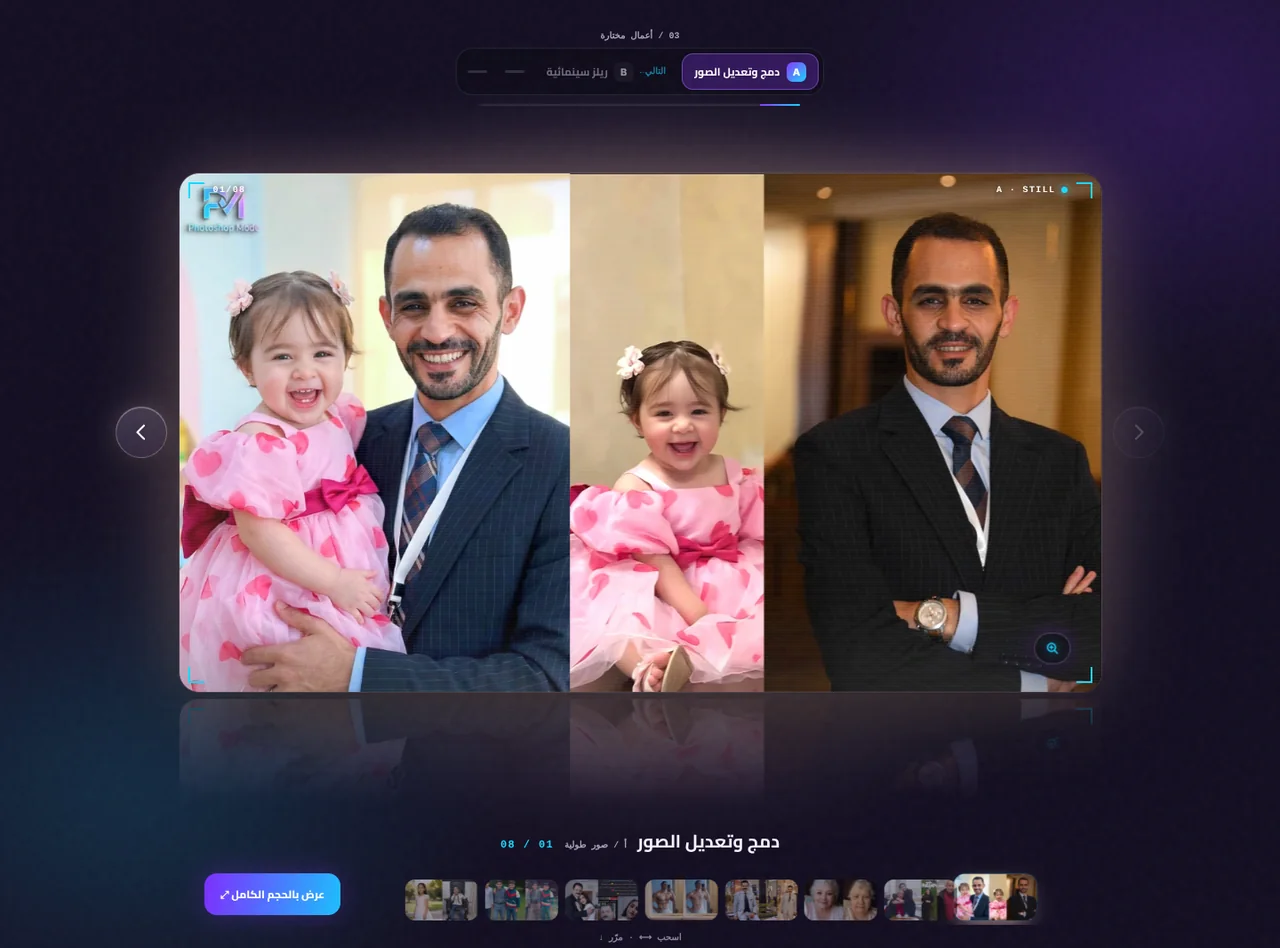 03 / أعمال مختارة
A دمج وتعديل الصور التالي.. B ريلز سينمائية
A · STILL
01/08
FM
Photoshop Mode
دمج وتعديل الصور أ / صور طولية 01 / 08
عرض بالحجم الكامل
اسحب ⟷ · مرّر ↓